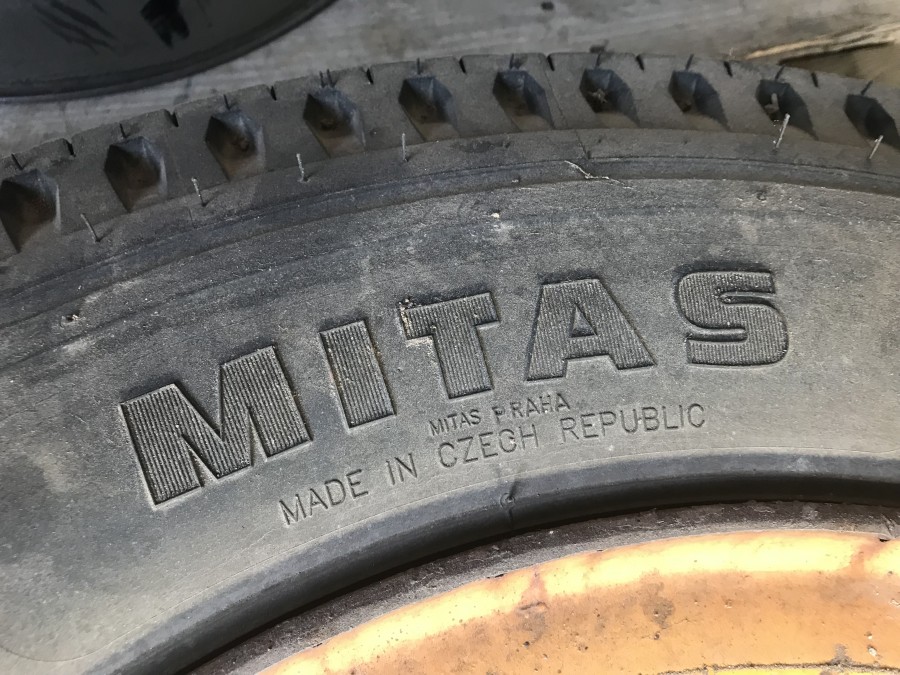 MITAS
MITAS PRAHA
MADE IN CZECH REPUBLIC